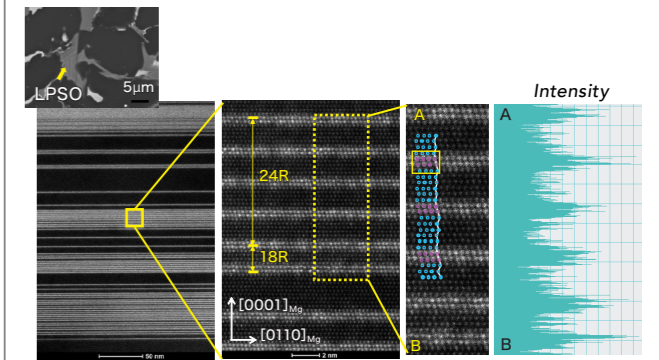 LPSO
5μm
Intensity
A
A
24R
18R
[0001]Mg
[0110]Mg
B
B
50 nm
2 nm